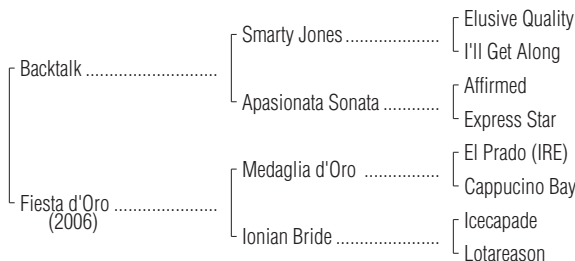 Elusive Quality
Smarty Jones
I'll Get Along
Backtalk
Affirmed
Apasionata Sonata
Express Star
El Prado (IRE)
Medaglia d'Oro
Cappucino Bay
Fiesta d'Oro
(2006)
Icecapade
Ionian Bride
Lotareason